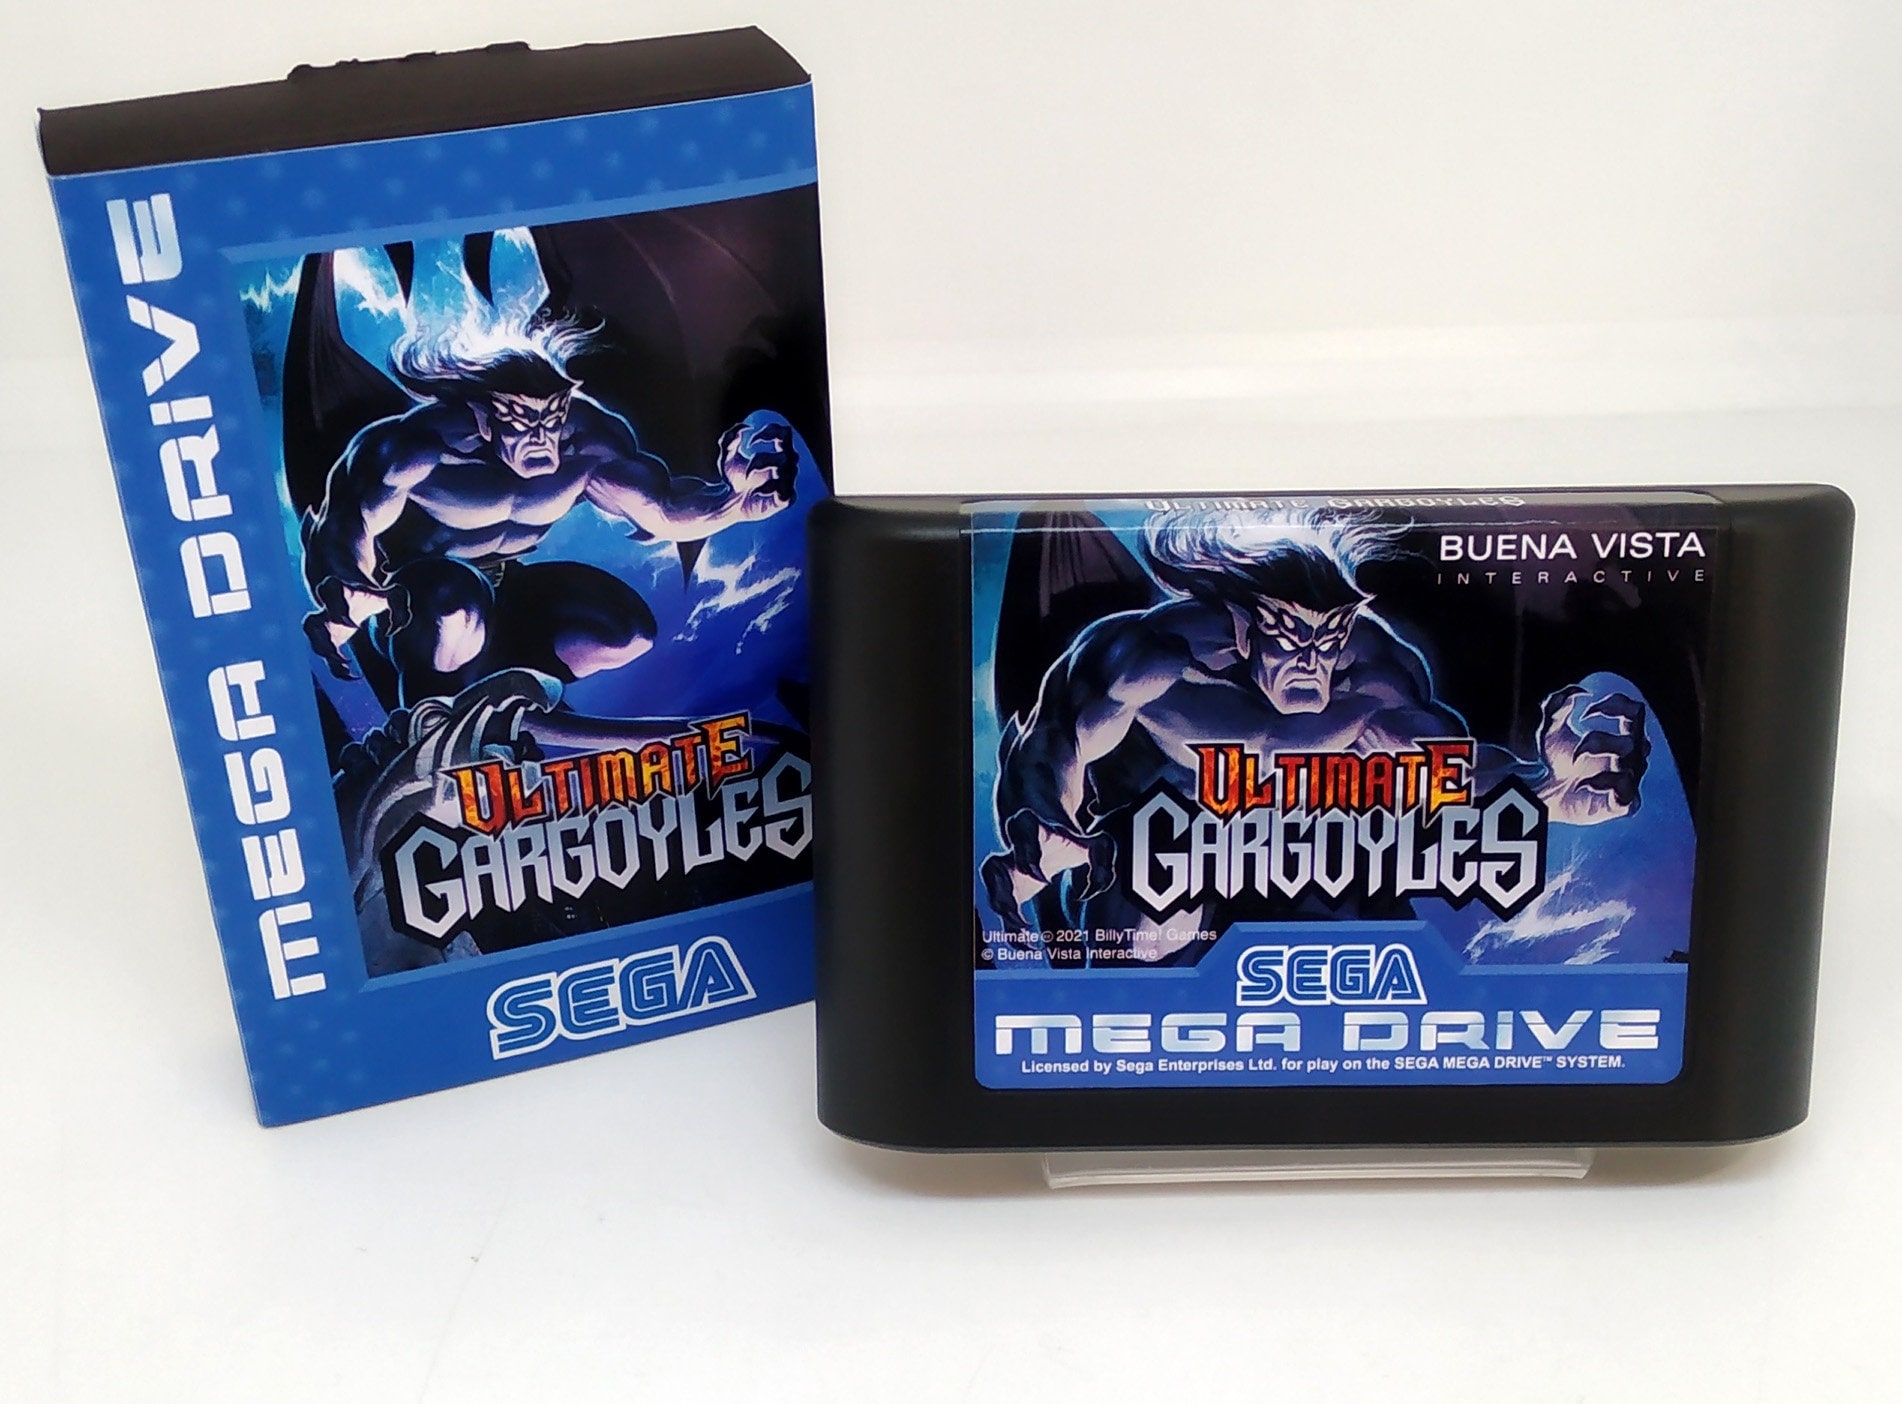 MEGA DRIVE
ULTIMATE
GARGOYLES
SEGA
ULTIMATE GARGOYLES
BUENA VISTA
INTERACTIVE
ULTIMATE
GARGOYLES
Ultimate © 2021 BillyTime! Games
© Buena Vista Interactive
SEGA
MEGA DRIVE
Licensed by Sega Enterprises Ltd. for play on the SEGA MEGA DRIVE™ SYSTEM.